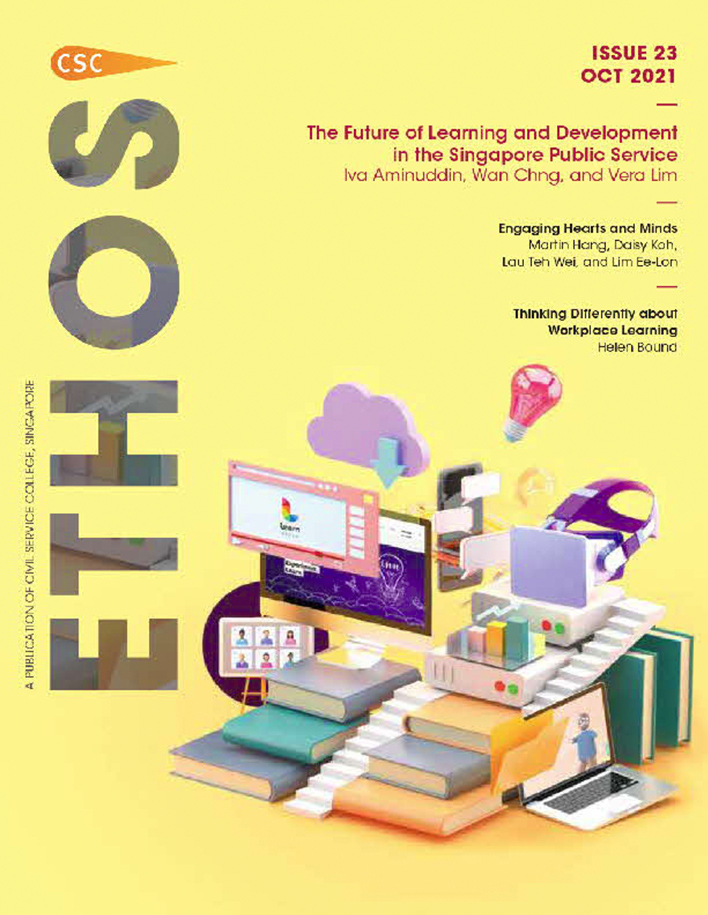 CSC
ETHOS
A PUBLICATION OF CIVIL SERVICE COLLEGE, SINGAPORE
ISSUE 23
OCT 2021
The Future of Learning and Development
in the Singapore Public Service
Iva Aminuddin, Wan Chng, and Vera Lim
Engaging Hearts and Minds
Martin Hang, Daisy Koh,
Lau Teh Wei, and Lim Ee-Lon
Thinking Differently about
Workplace Learning
Helen Bound
Learn
Experience